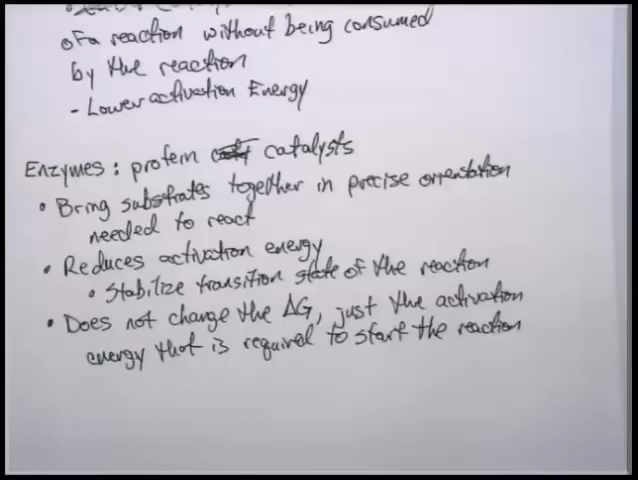 of a reaction without being consumed
by the reaction
- Lower activation Energy
Enzymes: protein catalysts
• Bring substrates together in precise orientation
needed to react
• Reduces activation energy
• Stabilize transition state of the reaction
• Does not change the ΔG, just the activation
energy that is required to start the reaction